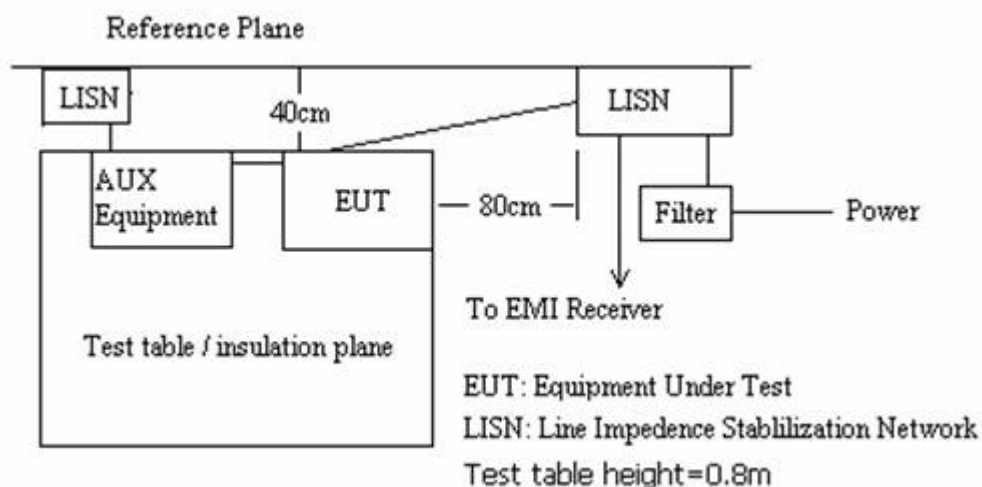 Reference Plane
LISN
40cm
LISN
AUX
Equipment
EUT
80cm
Filter
Power
To EMI Receiver
Test table / insulation plane
EUT: Equipment Under Test
LISN: Line Impedence Stablilization Network
Test table height=0.8m